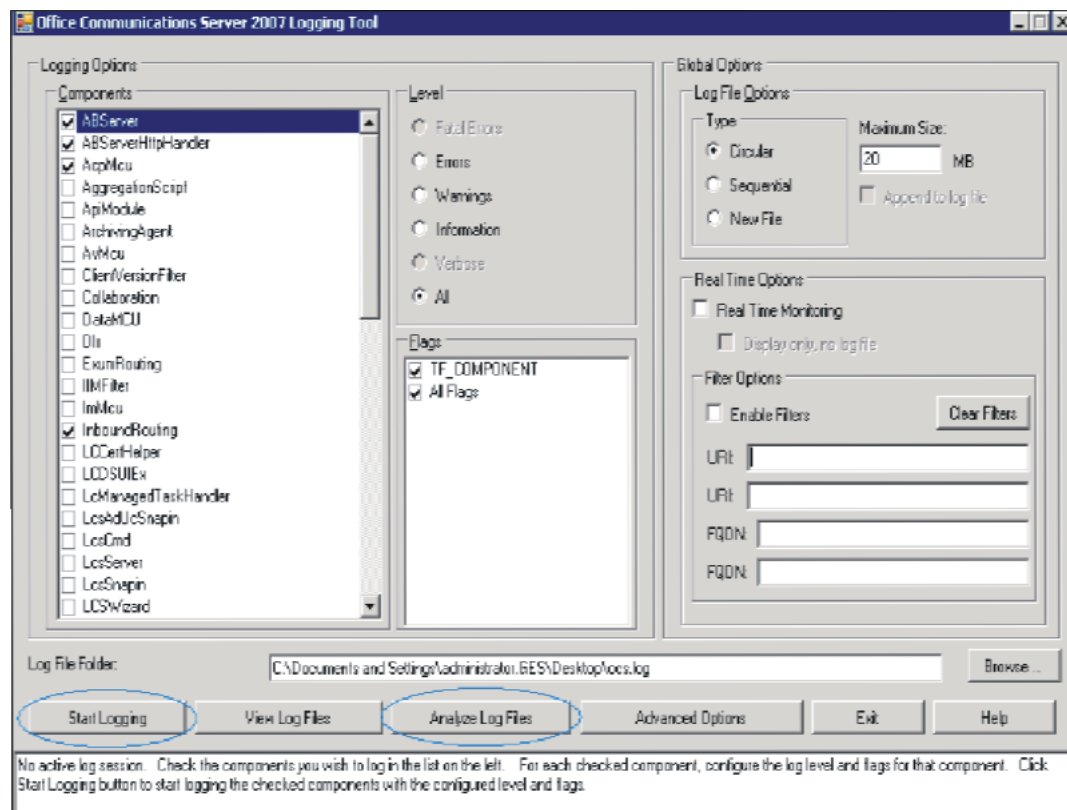 Office Communications Server 2007 Logging Tool
Logging Options
Components
ABServer
ABServerHttpHandler
AcpMcu
AggregationScript
ApiModule
ArchivingAgent
AvMcu
ClientVersionFilter
Collaboration
DataMCU
Dlx
ExumRouting
IIMFilter
ImMcu
InboundRouting
LCCertHelper
LCDSUIEx
LcManagedTaskHandler
LcsAdUcSnapin
LcsCmd
LcsServer
LcsSnapin
LCSWizard
Level
Fatal Errors
Errors
Warnings
Information
Verbose
All
Flags
TF_COMPONENT
All Flags
Global Options
Log File Options
Type
Circular
Sequential
New File
Maximum Size:
20 MB
Append to log file
Real Time Options
Real Time Monitoring
Display only, no log file
Filter Options
Enable Filters
Clear Filters
URI:
URI:
FQDN:
FQDN:
Log File Folder:
C:\Documents and Settings\administrator.GES\Desktop\ocs.log
Browse ...
Start Logging
View Log Files
Analyze Log Files
Advanced Options
Exit
Help
No active log session. Check the components you wish to log in the list on the left. For each checked component, configure the log level and flags for that component. Click
Start Logging button to start logging the checked components with the configured level and flags.